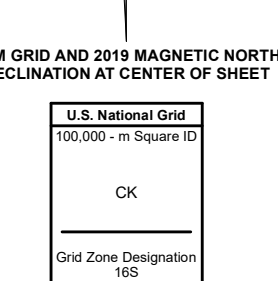 M GRID AND 2019 MAGNETIC NORTH
ECLINATION AT CENTER OF SHEET
U.S. National Grid
100,000 - m Square ID
CK
Grid Zone Designation
16S